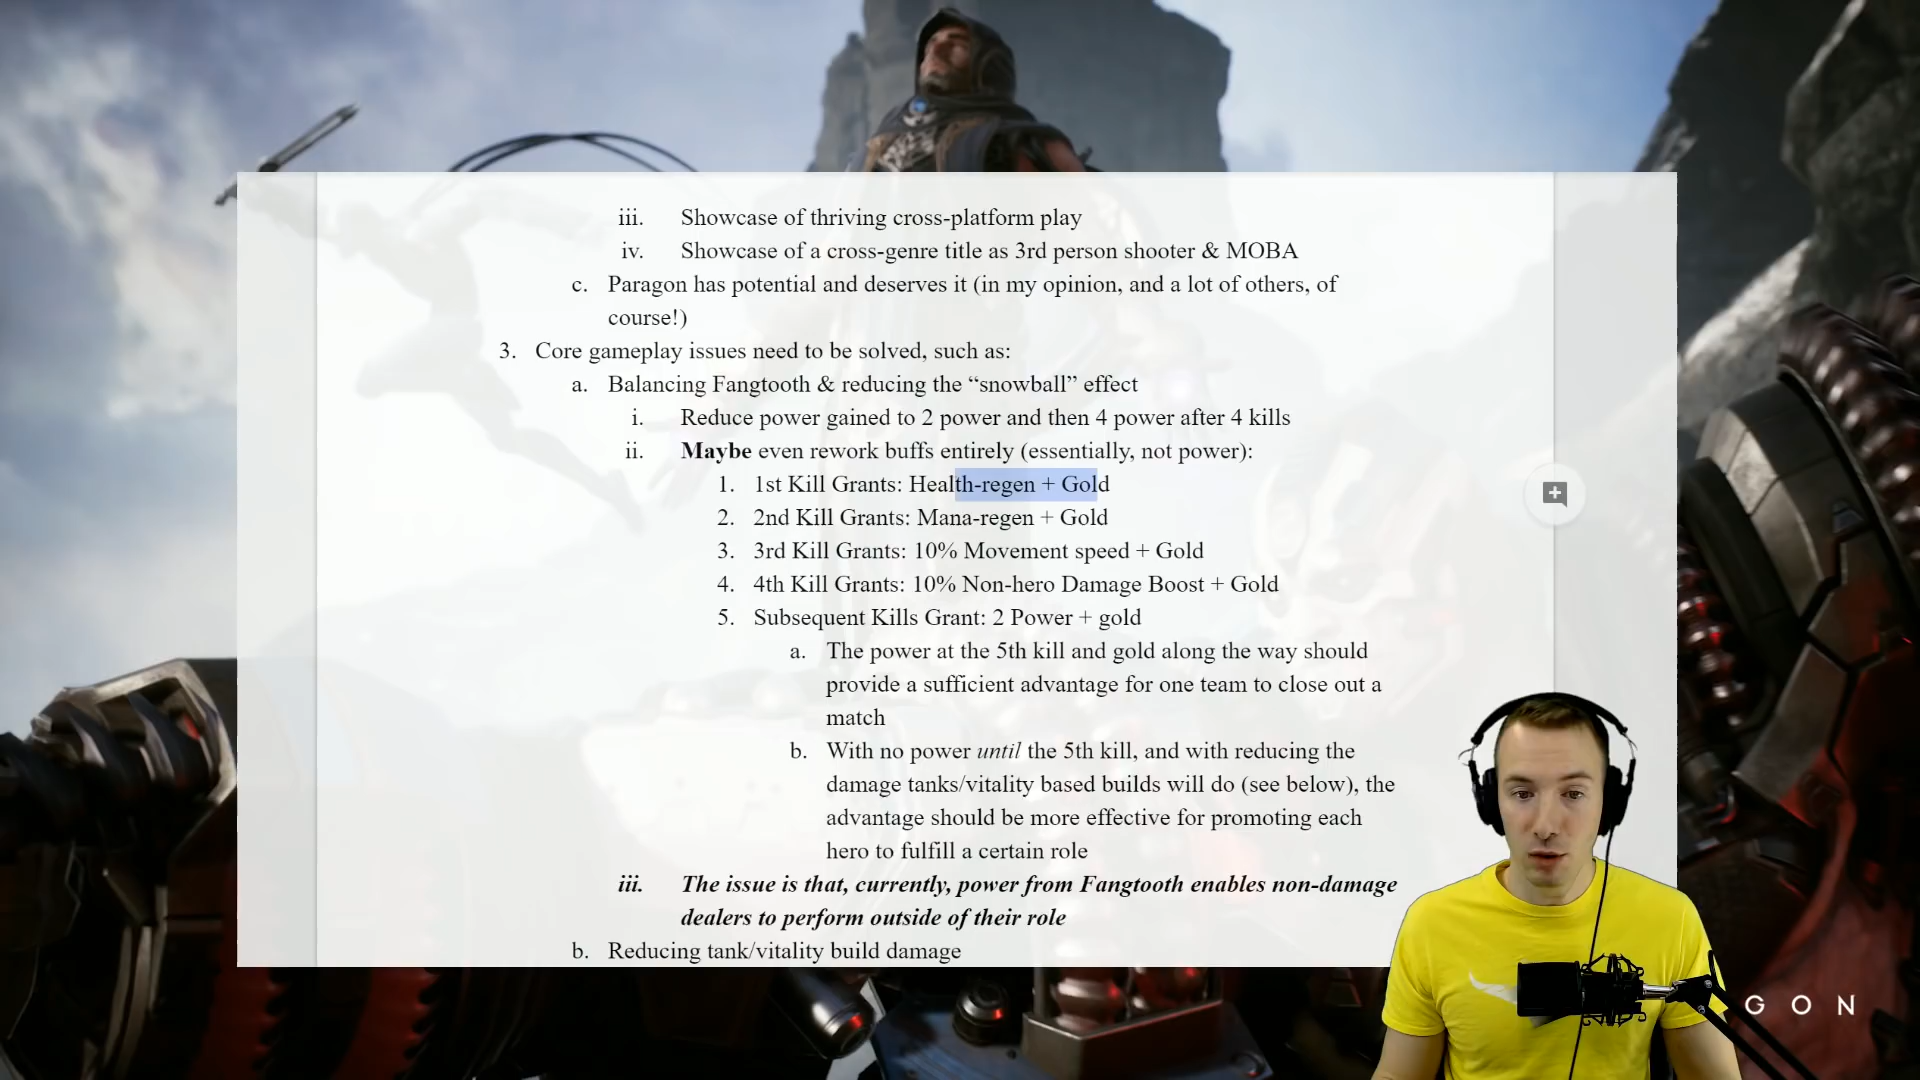 iii. Showcase of thriving cross-platform play
iv. Showcase of a cross-genre title as 3rd person shooter & MOBA
c. Paragon has potential and deserves it (in my opinion, and a lot of others, of
course!)
3. Core gameplay issues need to be solved, such as:
a. Balancing Fangtooth & reducing the “snowball” effect
i. Reduce power gained to 2 power and then 4 power after 4 kills
ii. Maybe even rework buffs entirely (essentially, not power):
1. 1st Kill Grants: Health-regen + Gold
2. 2nd Kill Grants: Mana-regen + Gold
3. 3rd Kill Grants: 10% Movement speed + Gold
4. 4th Kill Grants: 10% Non-hero Damage Boost + Gold
5. Subsequent Kills Grant: 2 Power + gold
a. The power at the 5th kill and gold along the way should
provide a sufficient advantage for one team to close out a
match
b. With no power until the 5th kill, and with reducing the
damage tanks/vitality based builds will do (see below), the
advantage should be more effective for promoting each
hero to fulfill a certain role
iii. The issue is that, currently, power from Fangtooth enables non-damage
dealers to perform outside of their role
b. Reducing tank/vitality build damage
GON